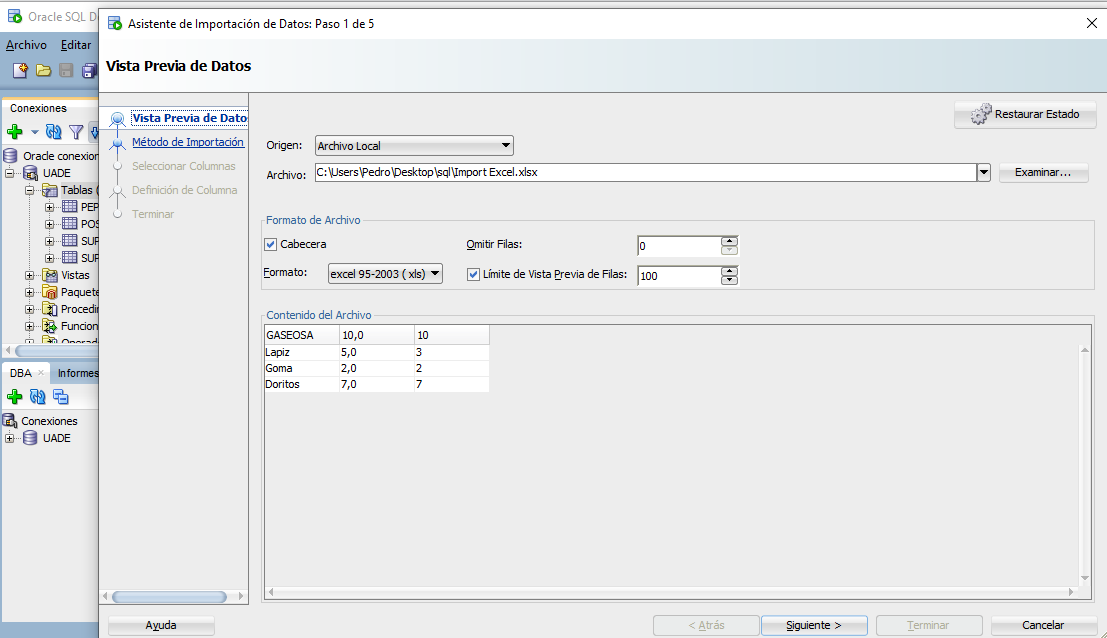 Oracle SQL D
Asistente de Importación de Datos: Paso 1 de 5
Archivo Editar
Vista Previa de Datos
Conexiones
Oracle conexion
UADE
Tablas (
PEP
POS
SUP
SUP
Vistas
Paquete
Procedin
Funcion
Operado
DBA
Informes
Conexiones
UADE
Vista Previa de Dato
Método de Importación
Seleccionar Columnas
Definición de Columna
Terminar
Restaurar Estado
Origen: Archivo Local
Archivo: C:\Users\Pedro\Desktop\sql\Import Excel.xlsx Examinar...
Formato de Archivo
Cabecera Omitir Filas: 0
Formato: excel 95-2003 ( xls) Límite de Vista Previa de Filas: 100
Contenido del Archivo
GASEOSA 10,0 10
Lapiz 5,0 3
Goma 2,0 2
Doritos 7,0 7
Ayuda < Atrás Siguiente > Terminar Cancelar